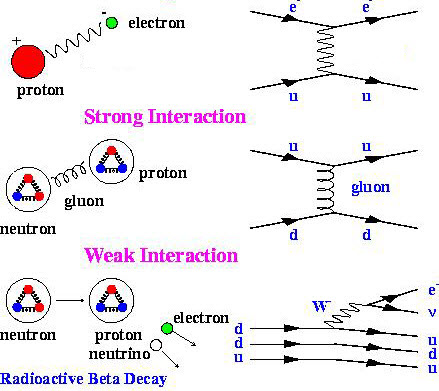 + - electron
proton
e e
u u
Strong Interaction
u u
proton
gluon
gluon
neutron
d d
Weak Interaction
e-
W-
ν
neutron proton electron
neutrino
d u
d d
u u
Radioactive Beta Decay